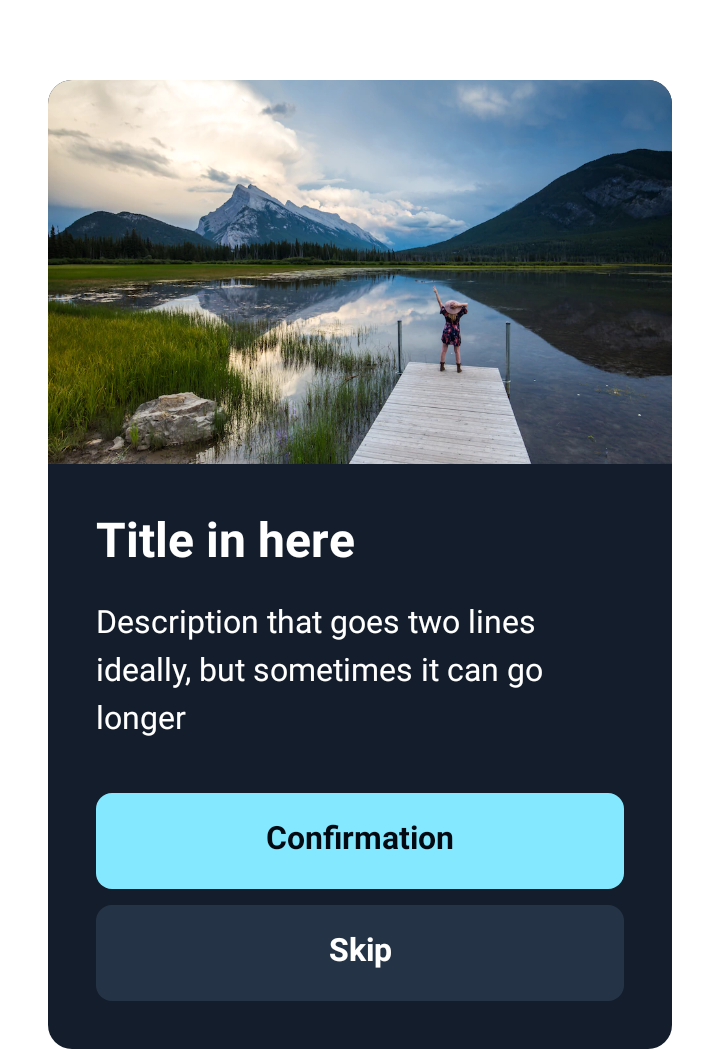 Title in here
Description that goes two lines
ideally, but sometimes it can go
longer
Confirmation
Skip